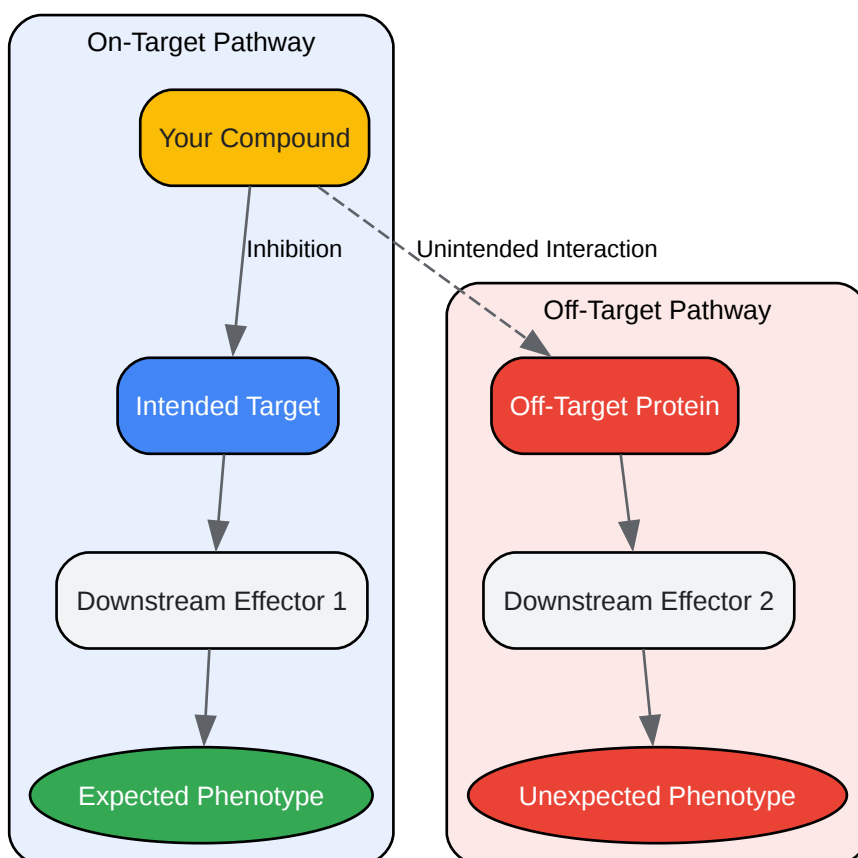 On-Target Pathway
Your Compound
Inhibition
Unintended Interaction
Off-Target Pathway
Intended Target
Off-Target Protein
Downstream Effector 1
Downstream Effector 2
Expected Phenotype
Unexpected Phenotype